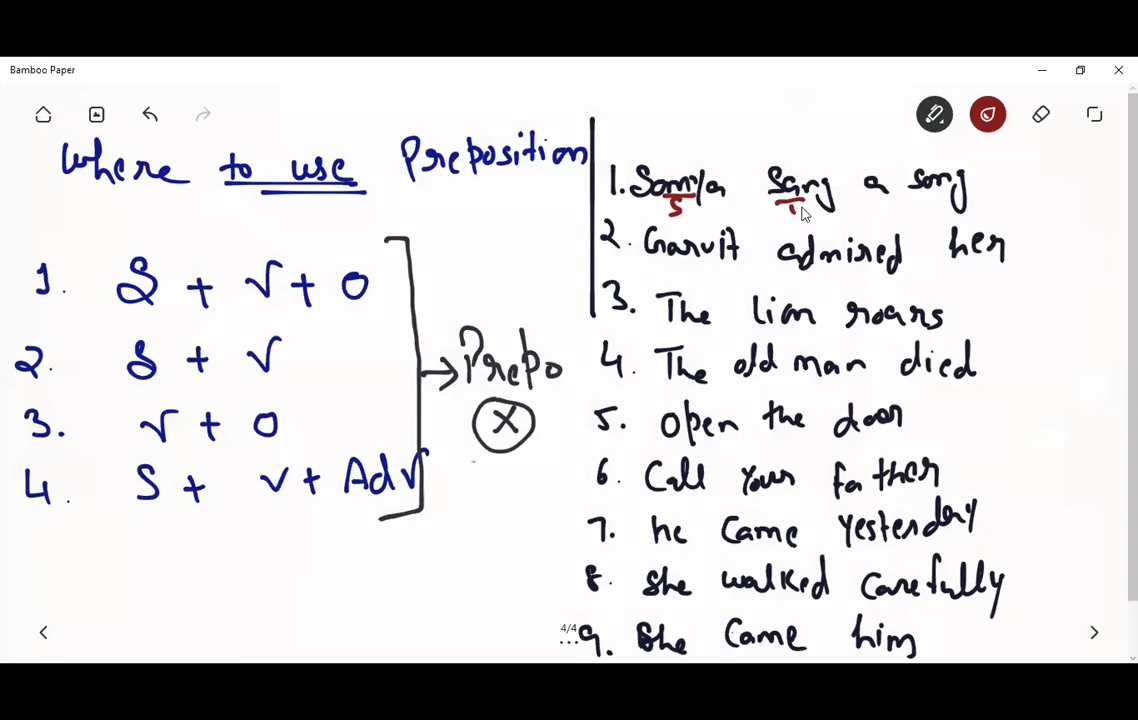 Bamboo Paper
Where to use Preposition
1. S + V + O
2. S + V
3. V + O
4. S + V + Adv
Prepo
X
1. Somya Sang a song
S
2. Garvit admired her
3. The lion roars
4. The old man died
5. Open the door
6. Call Your father
7. he Came Yesterday
8. She walked Carefully
9. She Came him
4/4
...